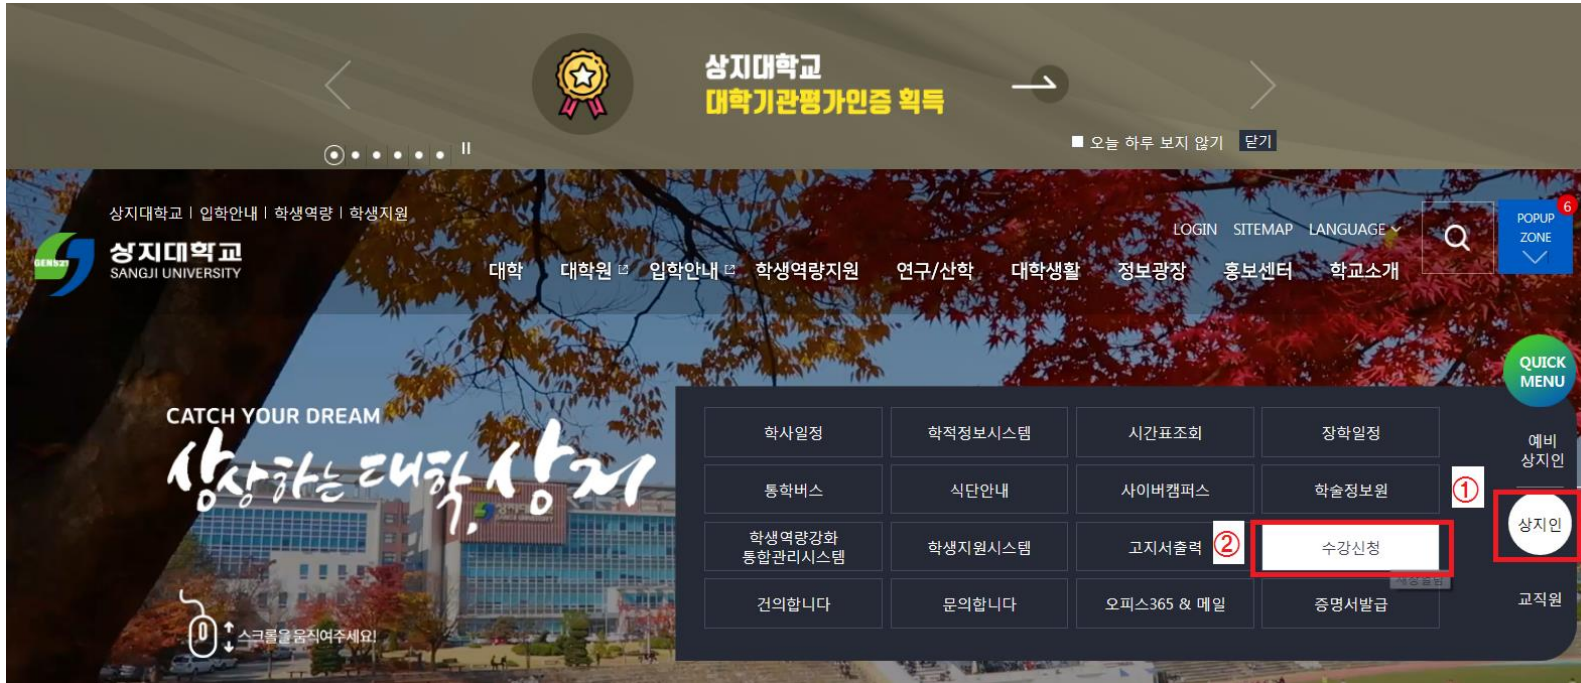 상지대학교
대학기관평가인증 획득
오늘 하루 보지 않기 닫기
상지대학교 | 입학안내 | 학생역량 | 학생지원
LOGIN SITEMAP LANGUAGE
POPUP ZONE 6
GENS21
상지대학교
SANGJI UNIVERSITY
대학 대학원 입학안내 학생역량지원 연구/산학 대학생활 정보광장 홍보센터 학교소개
QUICK
MENU
CATCH YOUR DREAM
상상하는 대학, 상지
학사일정 학적정보시스템 시간표조회 장학일정
예비
상지인
통학버스 식단안내 사이버캠퍼스 학술정보원
①
상지인
학생역량강화
통합관리시스템
학생지원시스템 고지서출력 ② 수강신청
새창열림
건의합니다 문의합니다 오피스365 & 메일 증명서발급
교직원
스크롤을 움직여주세요!